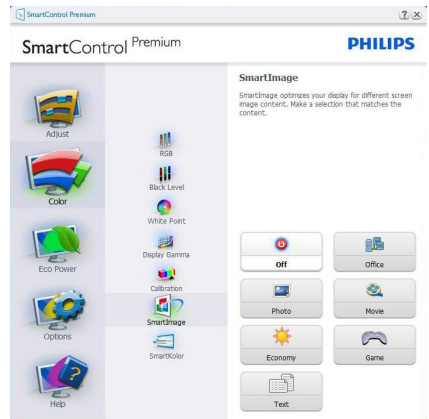 SmartControl Premium
SmartControl Premium
PHILIPS
Adjust
Color
Eco Power
Options
Help
RGB
Black Level
White Point
Display Gamma
Calibration
SmartImage
SmartKolor
SmartImage
SmartImage optimizes your display for different screen
image content. Make a selection that matches the
content.
Off
Office
Photo
Movie
Economy
Game
Text